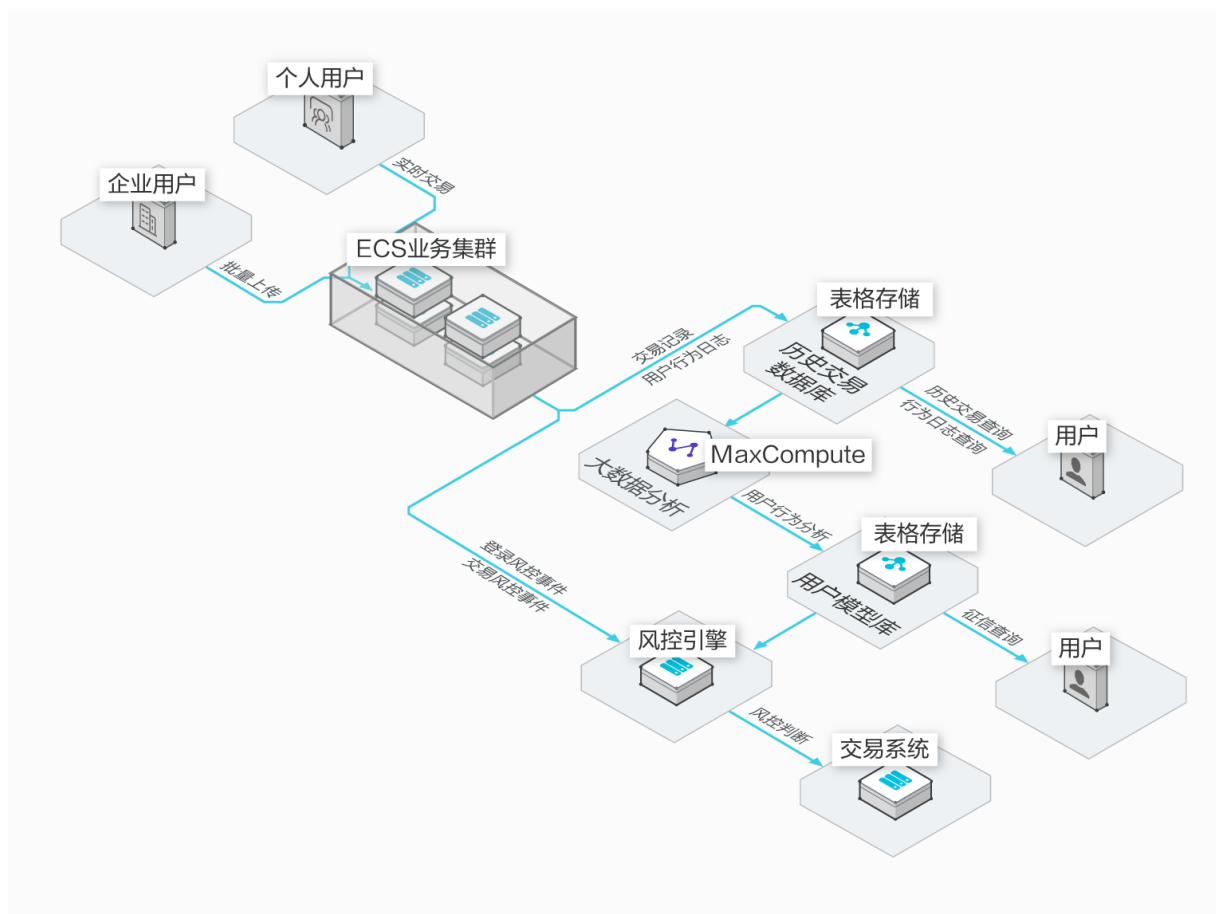 个人用户
实时交易
企业用户
批量上传
ECS业务集群
交易记录
用户行为日志
表格存储
历史交易
数据库
历史交易查询
行为日志查询
用户
MaxCompute
大数据分析
用户行为分析
表格存储
用户模型库
登录风控事件
交易风控事件
征信查询
用户
风控引擎
风控判断
交易系统